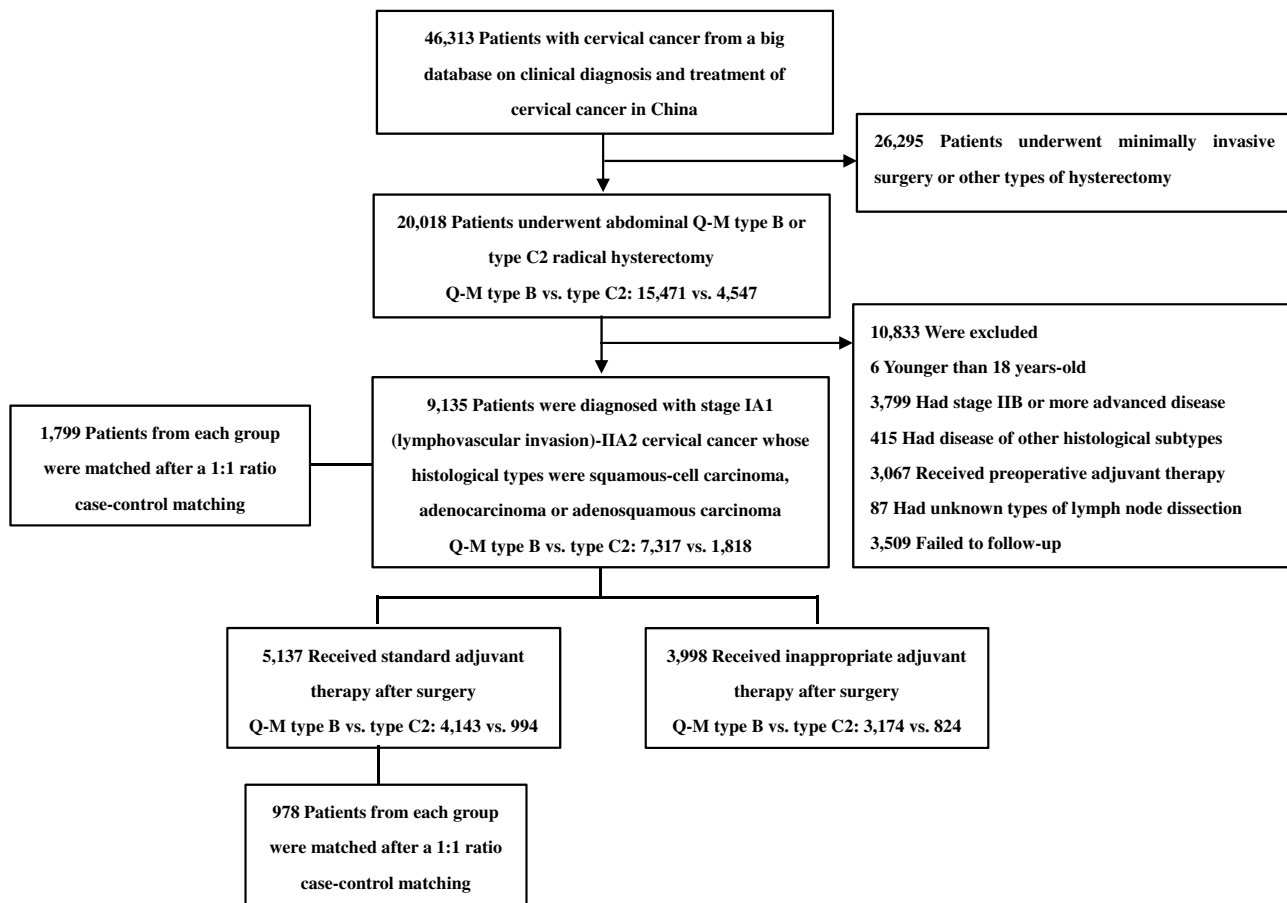 46,313 Patients with cervical cancer from a big
database on clinical diagnosis and treatment of
cervical cancer in China
26,295 Patients underwent minimally invasive
surgery or other types of hysterectomy
20,018 Patients underwent abdominal Q-M type B or
type C2 radical hysterectomy
Q-M type B vs. type C2: 15,471 vs. 4,547
10,833 Were excluded
6 Younger than 18 years-old
3,799 Had stage IIB or more advanced disease
415 Had disease of other histological subtypes
3,067 Received preoperative adjuvant therapy
87 Had unknown types of lymph node dissection
3,509 Failed to follow-up
9,135 Patients were diagnosed with stage IA1
(lymphovascular invasion)-IIA2 cervical cancer whose
histological types were squamous-cell carcinoma,
adenocarcinoma or adenosquamous carcinoma
Q-M type B vs. type C2: 7,317 vs. 1,818
1,799 Patients from each group
were matched after a 1:1 ratio
case-control matching
5,137 Received standard adjuvant
therapy after surgery
Q-M type B vs. type C2: 4,143 vs. 994
3,998 Received inappropriate adjuvant
therapy after surgery
Q-M type B vs. type C2: 3,174 vs. 824
978 Patients from each group
were matched after a 1:1 ratio
case-control matching